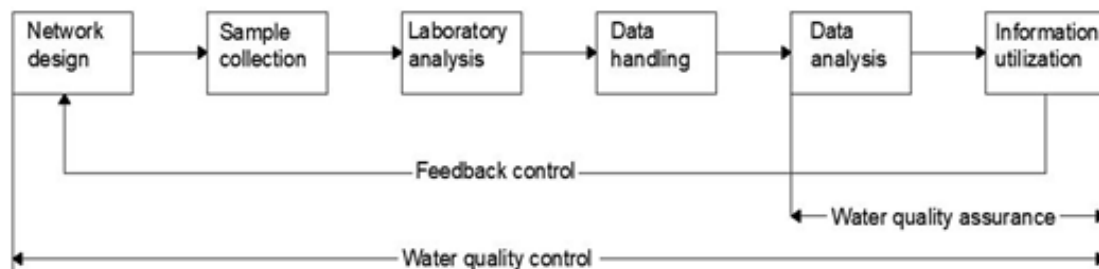 Network
design
Sample
collection
Laboratory
analysis
Data
handling
Data
analysis
Information
utilization
Feedback control
Water quality assurance
Water quality control